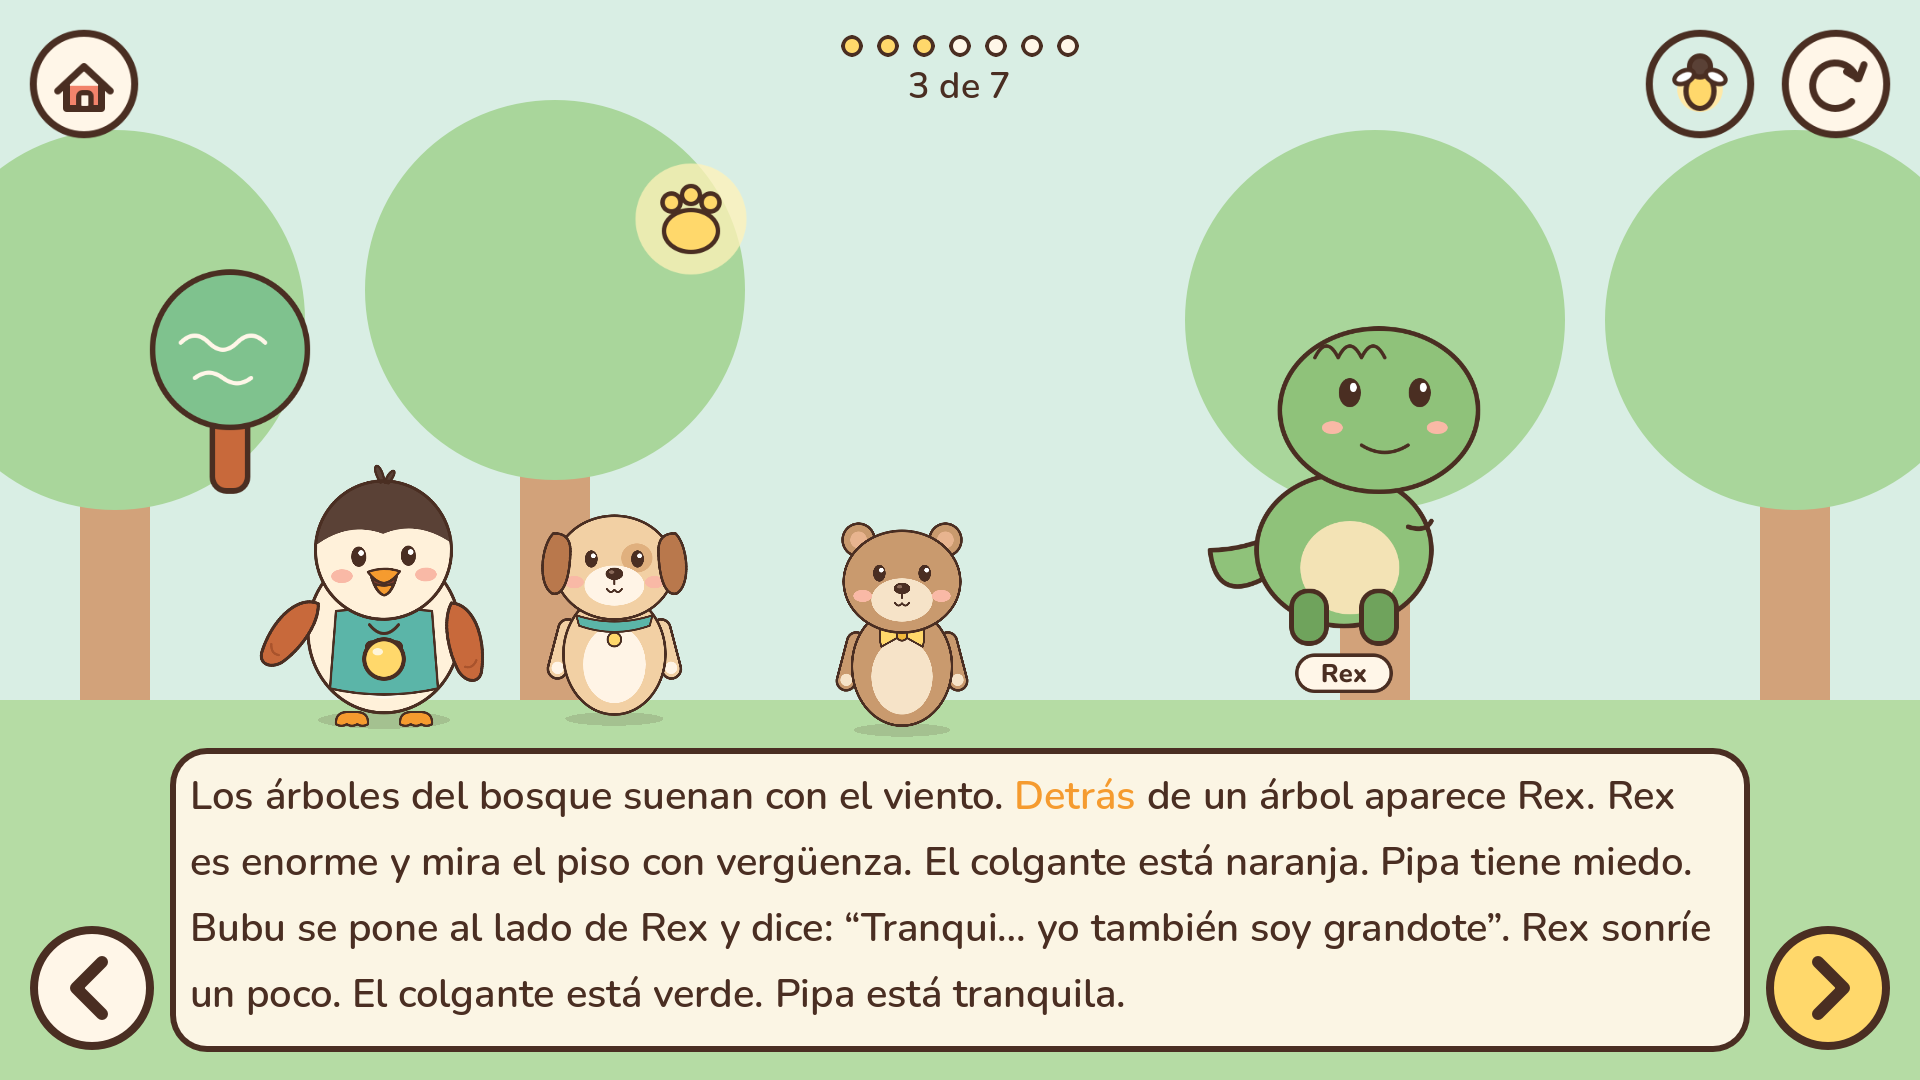 3 de 7
Rex
Los árboles del bosque suenan con el viento. Detrás de un árbol aparece Rex. Rex
es enorme y mira el piso con vergüenza. El colgante está naranja. Pipa tiene miedo.
Bubu se pone al lado de Rex y dice: “Tranqui... yo también soy grandote”. Rex sonríe
un poco. El colgante está verde. Pipa está tranquila.